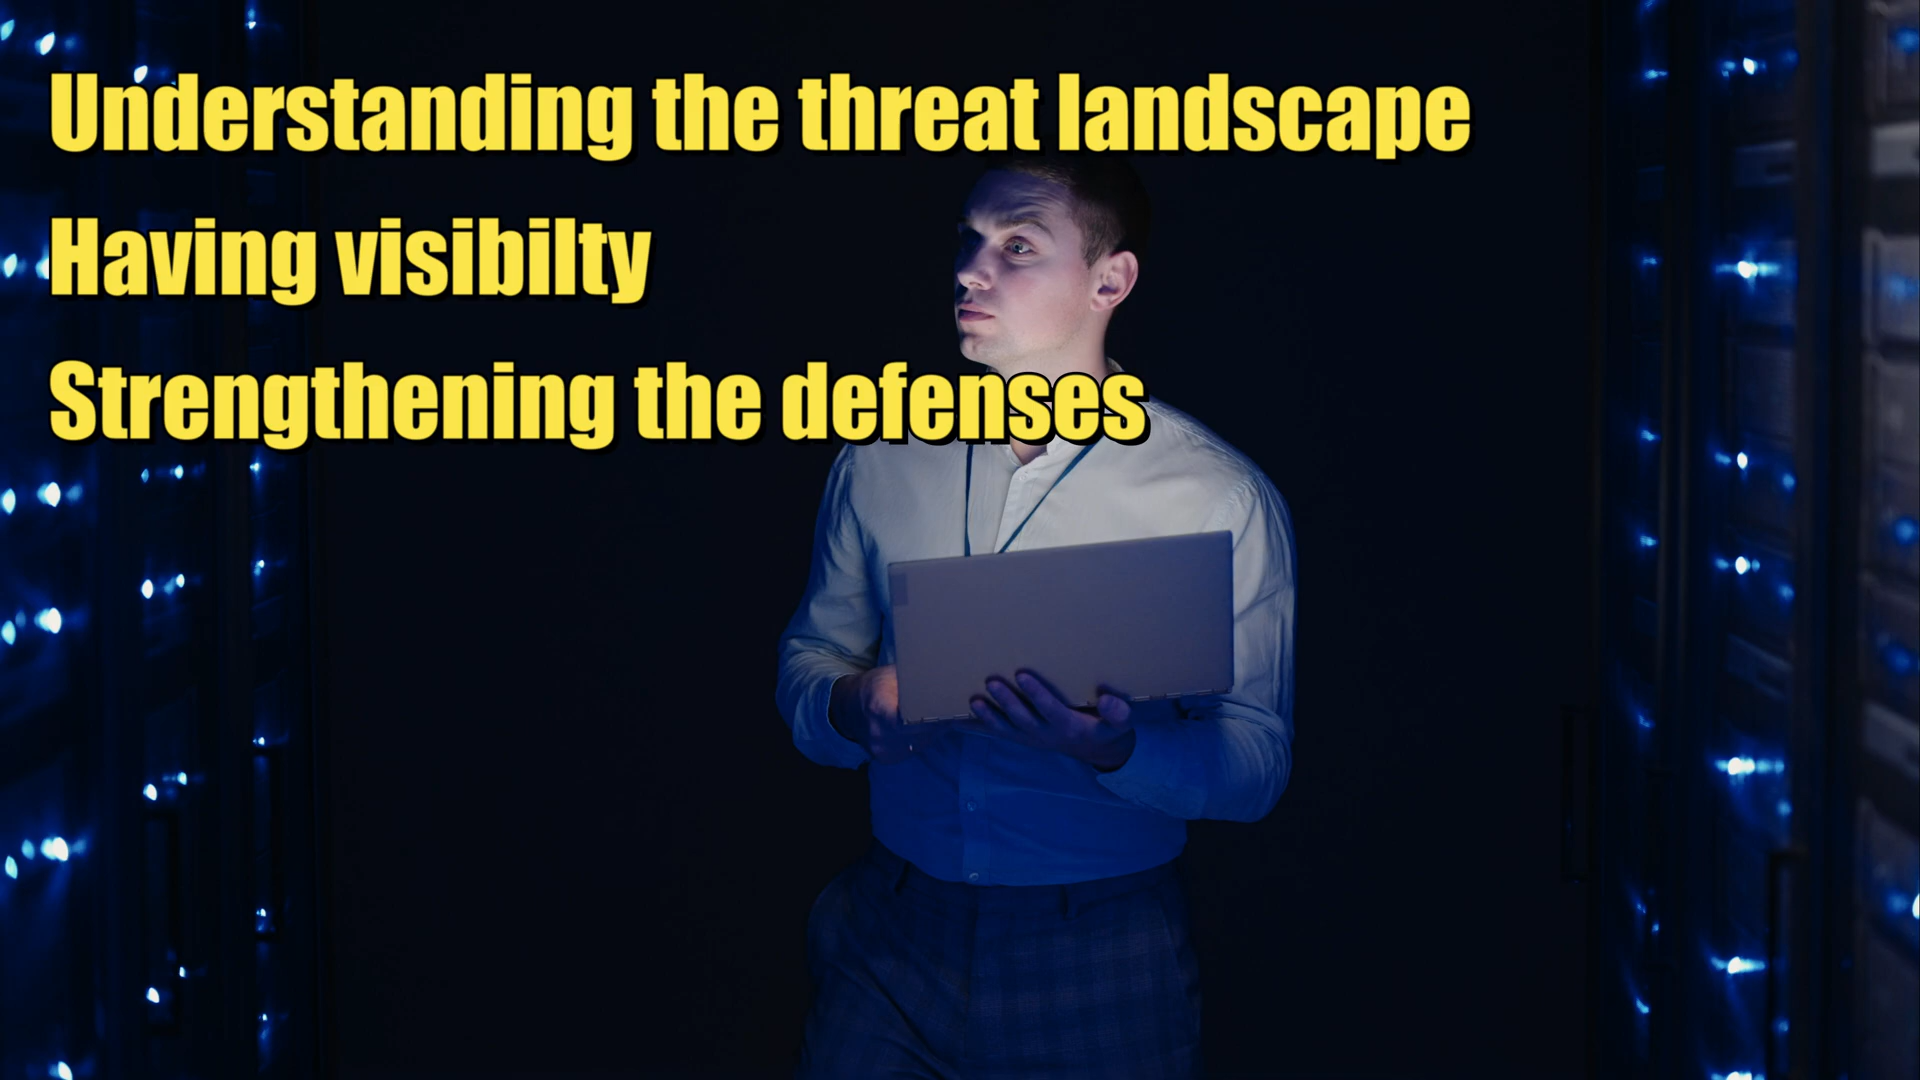 Understanding the threat landscape
Having visibilty
Strengthening the defenses